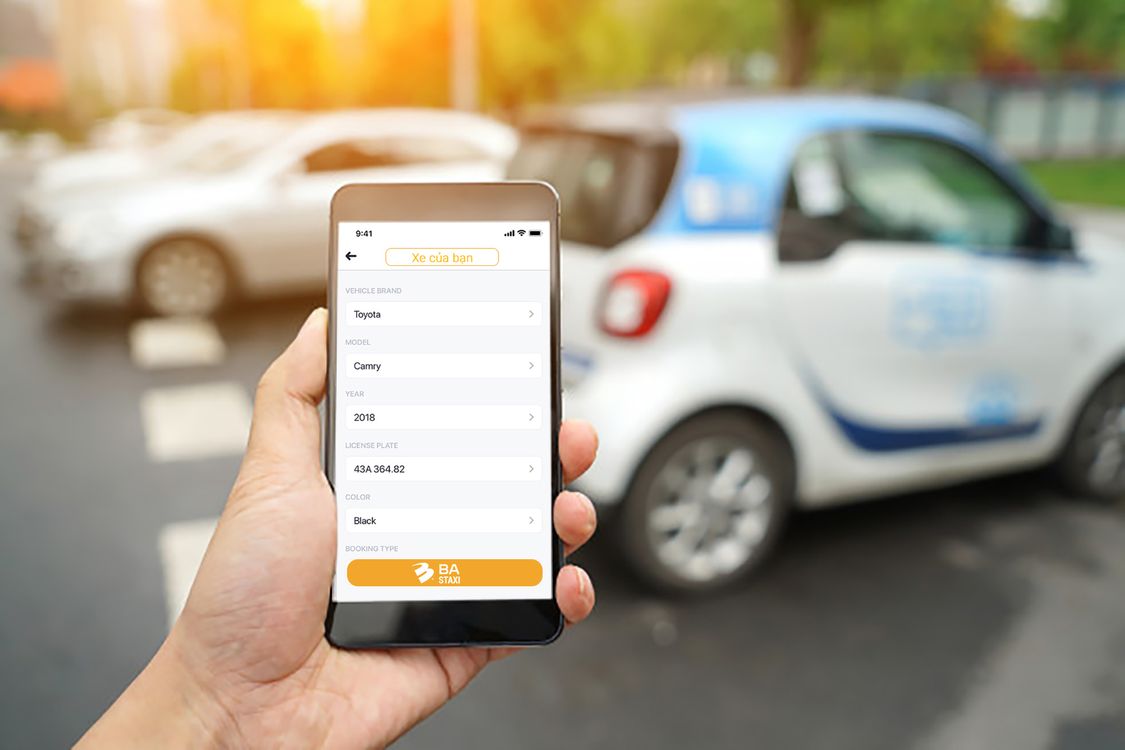 9:41
Xe của bạn
VEHICLE BRAND
Toyota
MODEL
Camry
YEAR
2018
LICENSE PLATE
43A 364.82
COLOR
Black
BOOKING TYPE
BA
STAXI